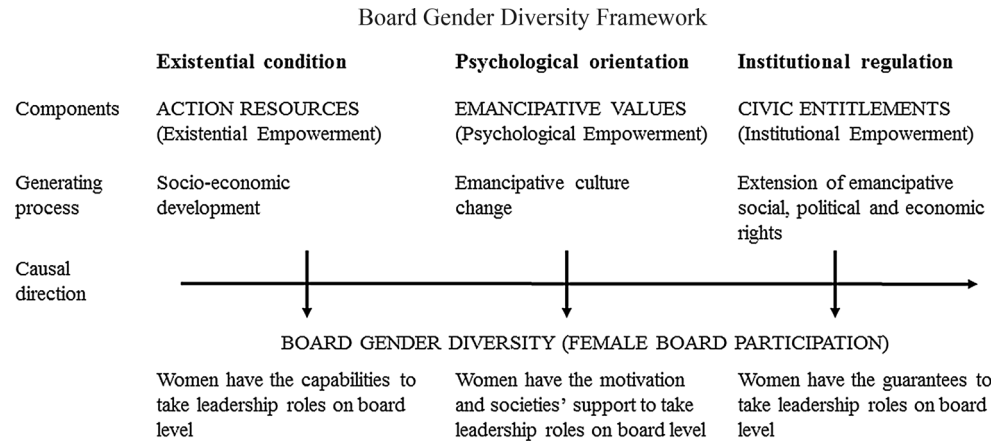 Board Gender Diversity Framework
Existential condition
Psychological orientation
Institutional regulation
Components
ACTION RESOURCES
(Existential Empowerment)
EMANCIPATIVE VALUES
(Psychological Empowerment)
CIVIC ENTITLEMENTS
(Institutional Empowerment)
Generating
process
Socio-economic
development
Emancipative culture
change
Extension of emancipative
social, political and economic
rights
Causal
direction
BOARD GENDER DIVERSITY (FEMALE BOARD PARTICIPATION)
Women have the capabilities to
take leadership roles on board
level
Women have the motivation
and societies' support to take
leadership roles on board level
Women have the guarantees to
take leadership roles on board
level